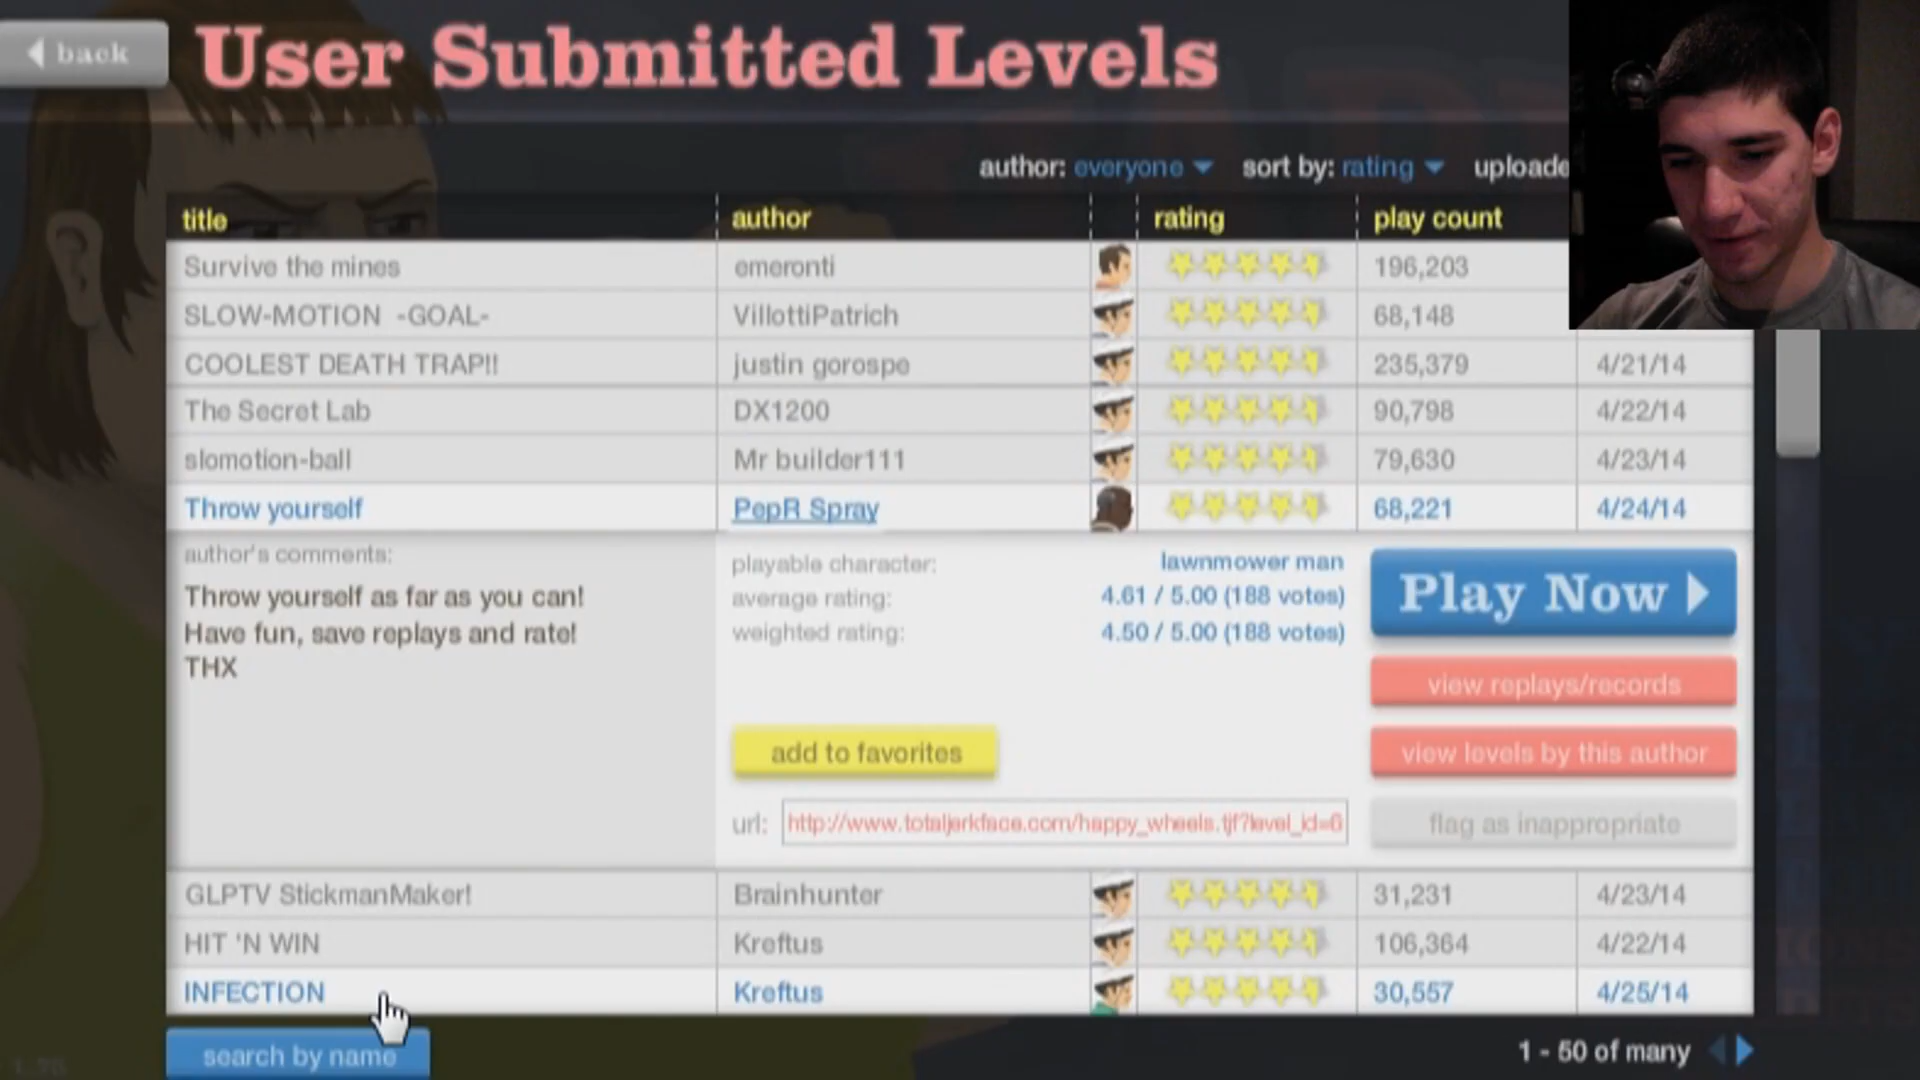 back
User Submitted Levels
author: everyone sort by: rating uploade
title author rating play count
Survive the mines emeronti 196,203
SLOW-MOTION -GOAL- VillottiPatrich 68,148
COOLEST DEATH TRAP!! justin gorospe 235,379 4/21/14
The Secret Lab DX1200 90,798 4/22/14
slomotion-ball Mr builder111 79,630 4/23/14
Throw yourself PepR Spray 68,221 4/24/14
author's comments:
Throw yourself as far as you can!
Have fun, save replays and rate!
THX
playable character: lawnmower man
average rating: 4.61 / 5.00 (188 votes)
weighted rating: 4.50 / 5.00 (188 votes)
add to favorites
url: http://www.totaljerkface.com/happy_wheels.tjf?level_id=6
Play Now
view replays/records
view levels by this author
flag as inappropriate
GLPTV StickmanMaker! Brainhunter 31,231 4/23/14
HIT 'N WIN Kreftus 106,364 4/22/14
INFECTION Kreftus 30,557 4/25/14
search by name
1 - 50 of many